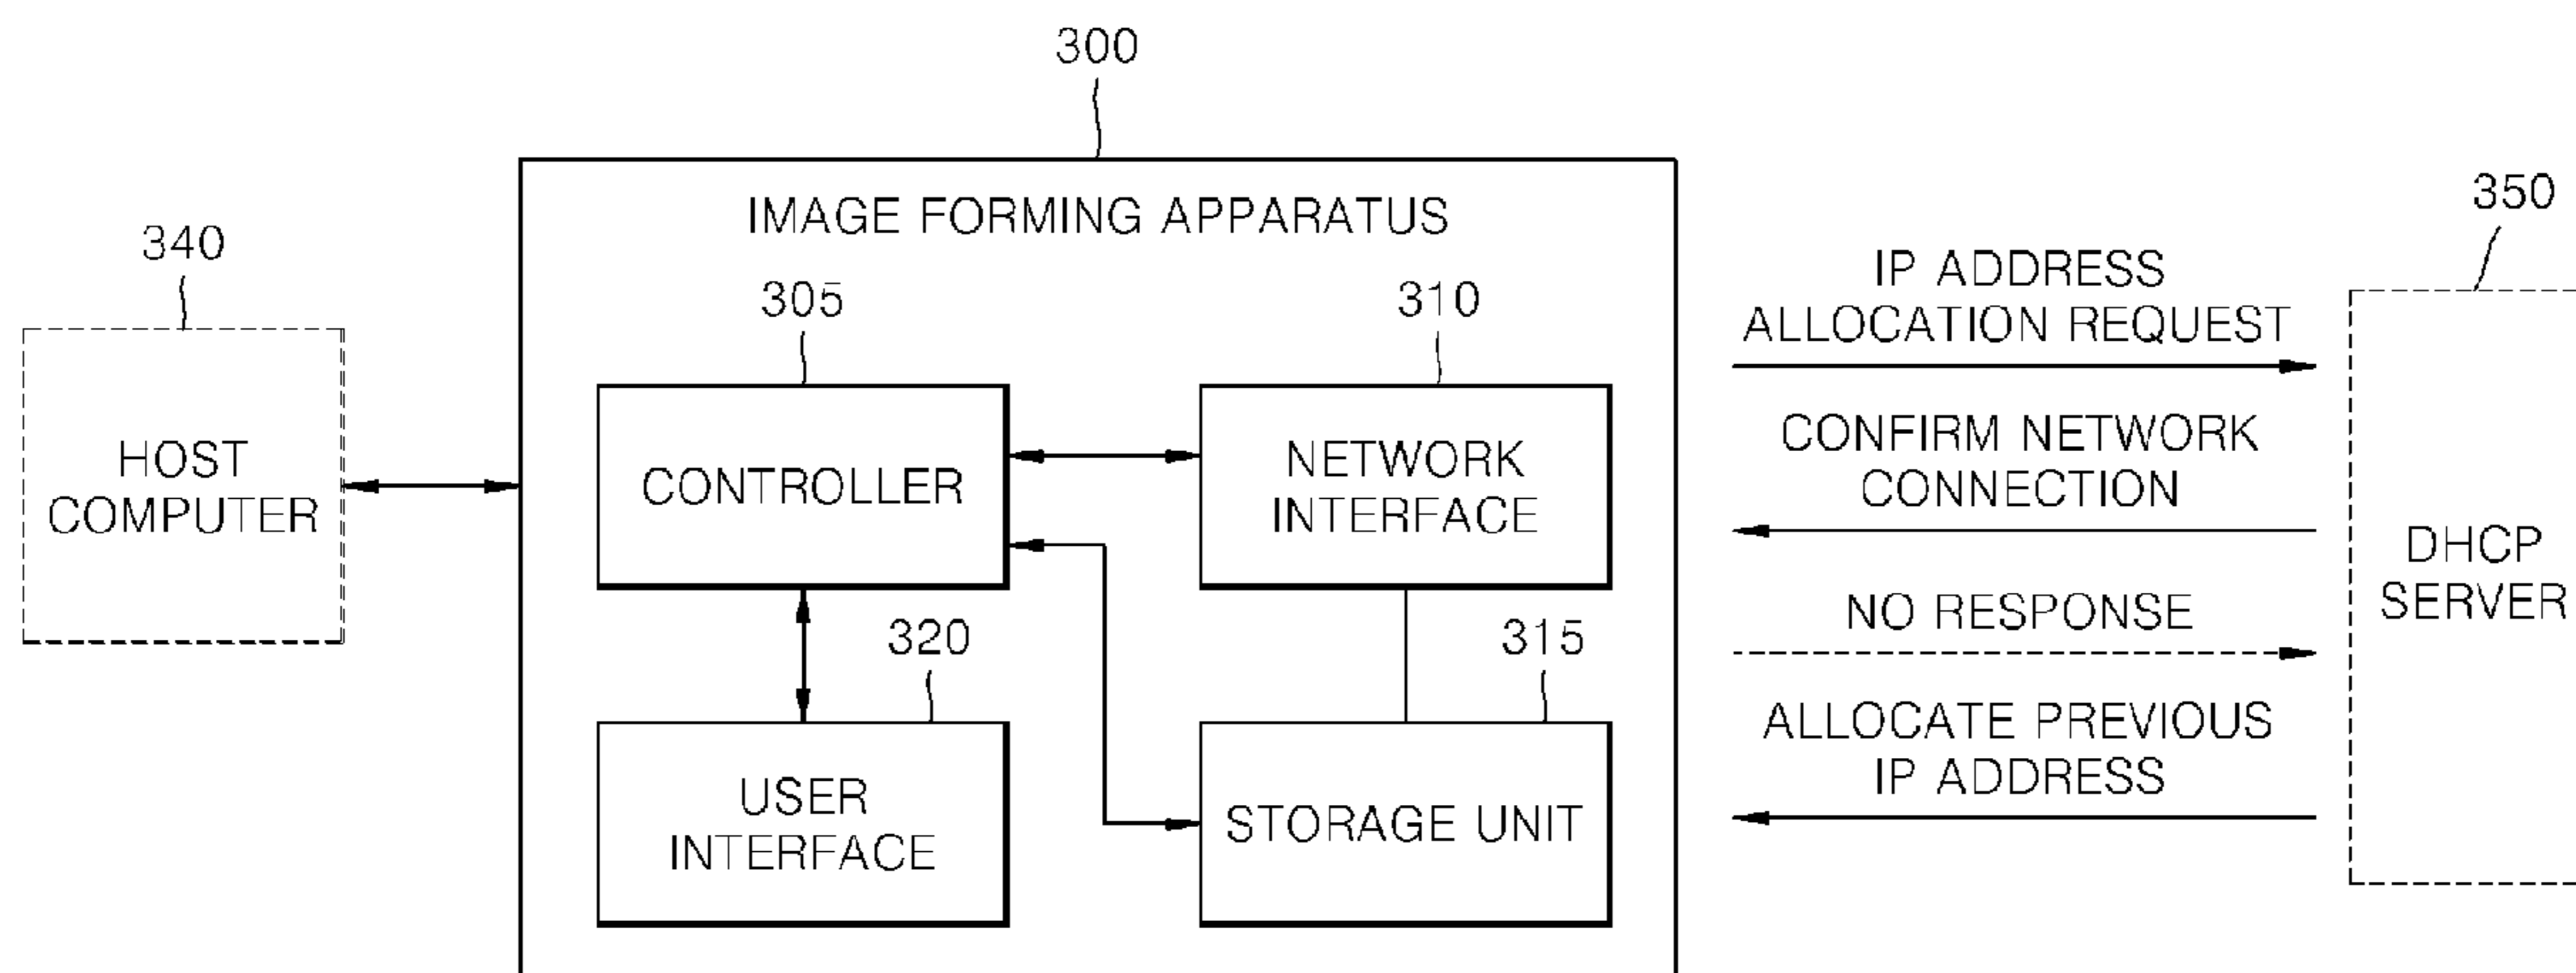 300
IMAGE FORMING APPARATUS
340
HOST
COMPUTER
305
CONTROLLER
310
NETWORK
INTERFACE
320
USER
INTERFACE
315
STORAGE UNIT
IP ADDRESS
ALLOCATION REQUEST
CONFIRM NETWORK
CONNECTION
NO RESPONSE
ALLOCATE PREVIOUS
IP ADDRESS
350
DHCP
SERVER